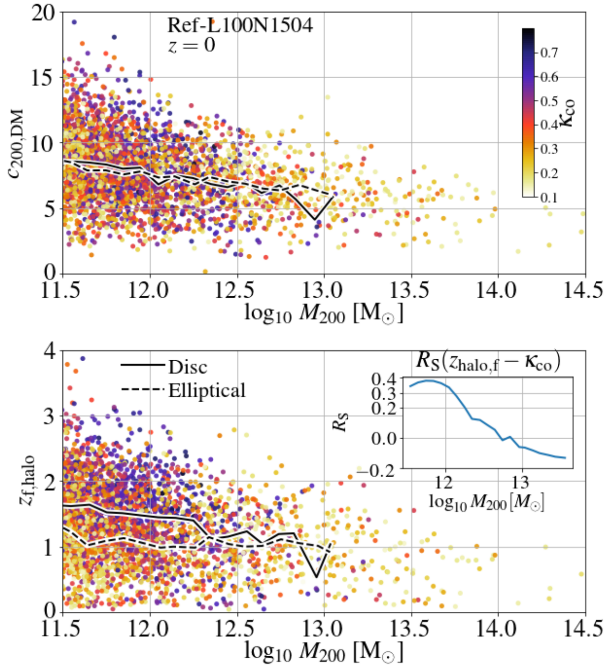 20
Ref-L100N1504
z = 0
15
10
5
0
c200,DM
0.7
0.6
0.5
0.4
0.3
0.2
0.1
κco
11.5 12.0 12.5 13.0 13.5 14.0 14.5
log10 M200 [M⊙]
4
3
2
1
0
zf,halo
Disc
Elliptical
RS(zhalo,f − κco)
0.4
0.3
0.2
0.0
−0.2
RS
12 13
log10 M200 [M⊙]
11.5 12.0 12.5 13.0 13.5 14.0 14.5
log10 M200 [M⊙]